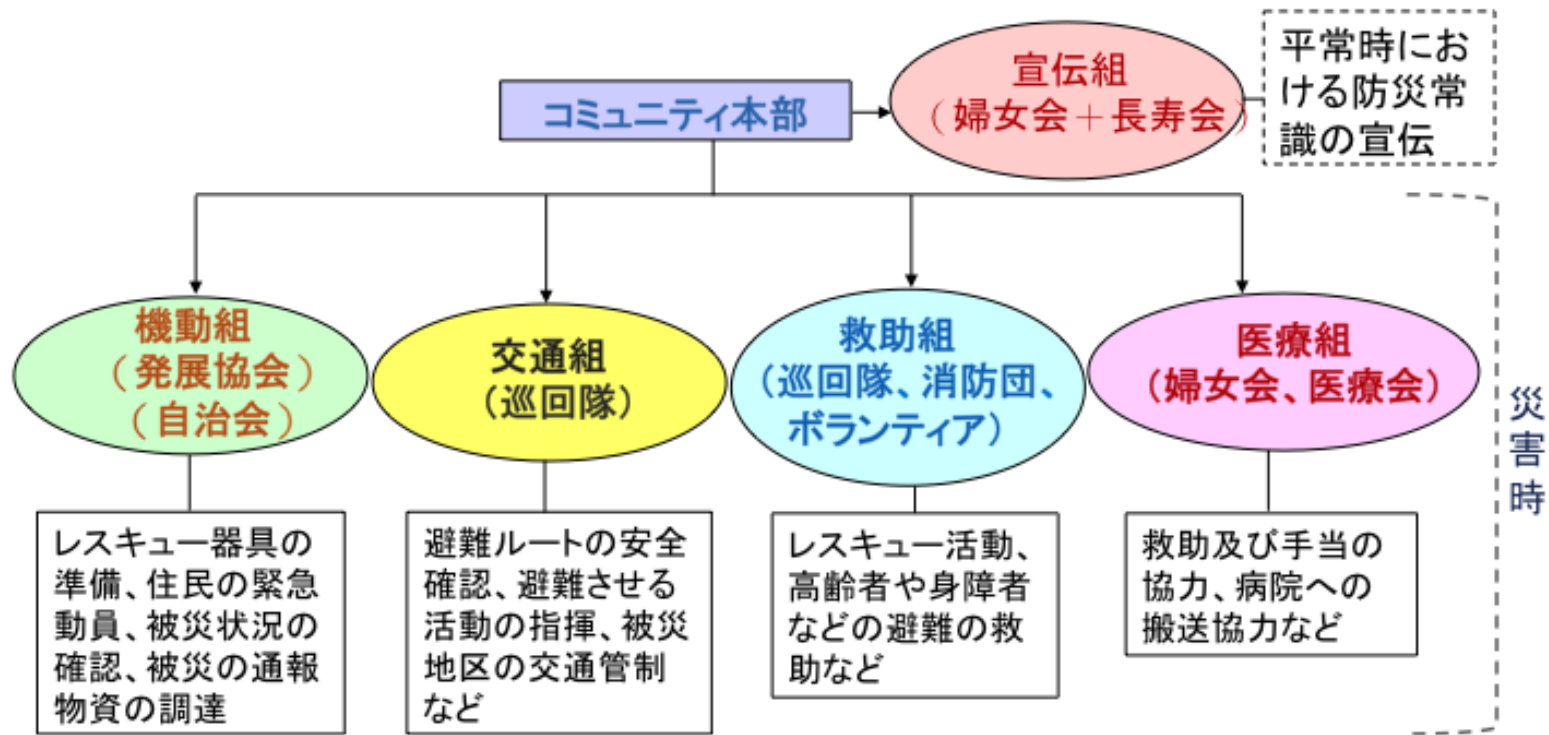 コミュニティ本部
宣伝組
(婦女会+長寿会)
平常時にお
ける防災常
識の宣伝
機動組
(発展協会)
(自治会)
交通組
(巡回隊)
救助組
(巡回隊、消防団、
ボランティア)
医療組
(婦女会、医療会)
災
害
時
レスキュー器具の
準備、住民の緊急
動員、被災状況の
確認、被災の通報
物資の調達
避難ルートの安全
確認、避難させる
活動の指揮、被災
地区の交通管制
など
レスキュー活動、
高齢者や身障者
などの避難の救
助など
救助及び手当の
協力、病院への
搬送協力など